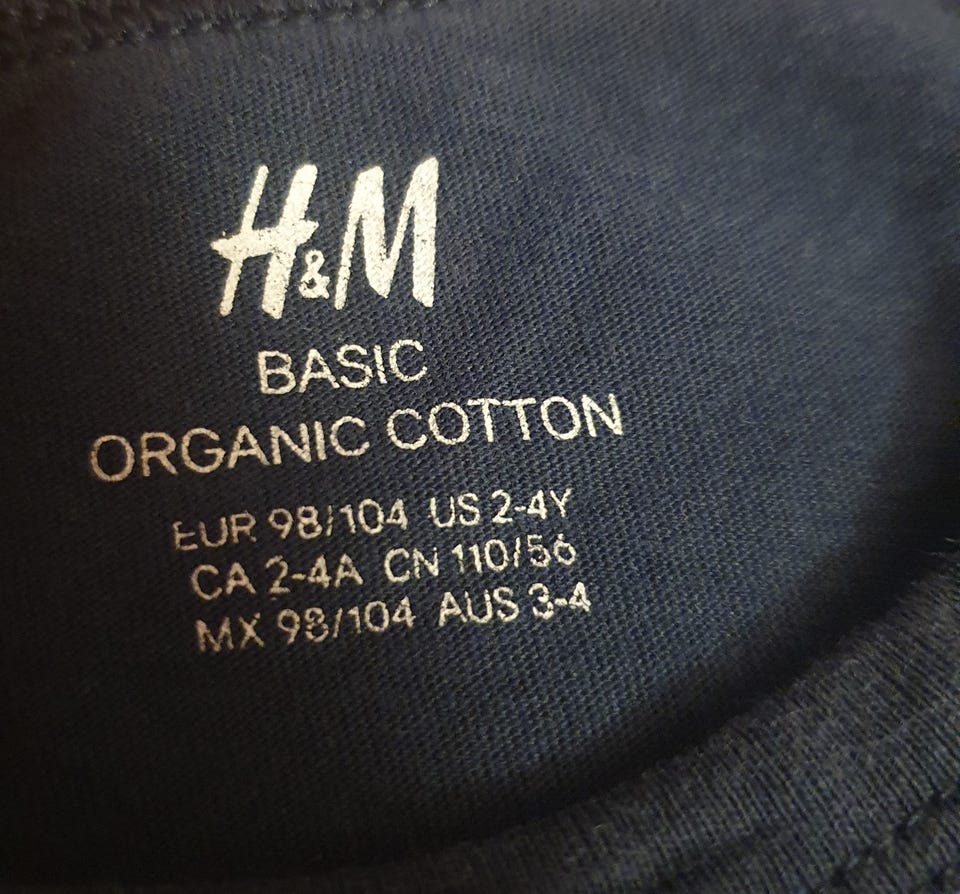 H&M
BASIC
ORGANIC COTTON
EUR 98/104 US 2-4Y
CA 2-4A CN 110/56
MX 98/104 AUS 3-4